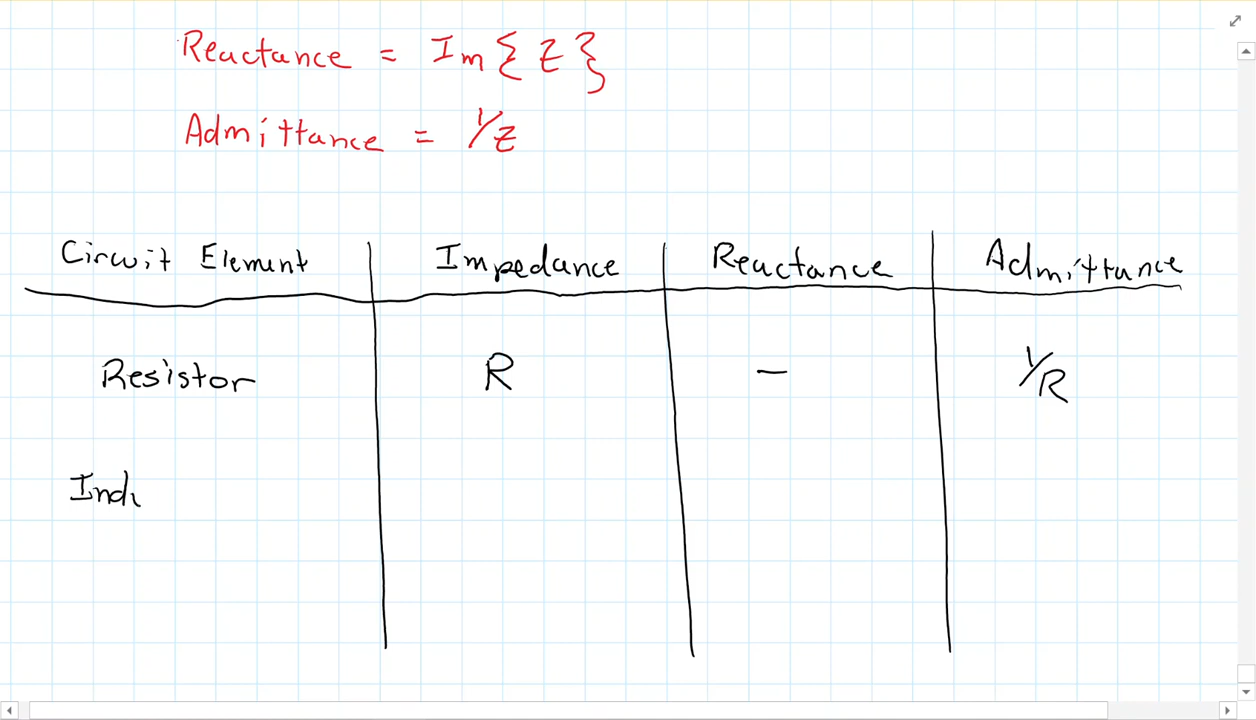 Reactance = Im{Z}
Admittance = 1/Z
Circuit Element Impedance Reactance Admittance
Resistor R – 1/R
Ind